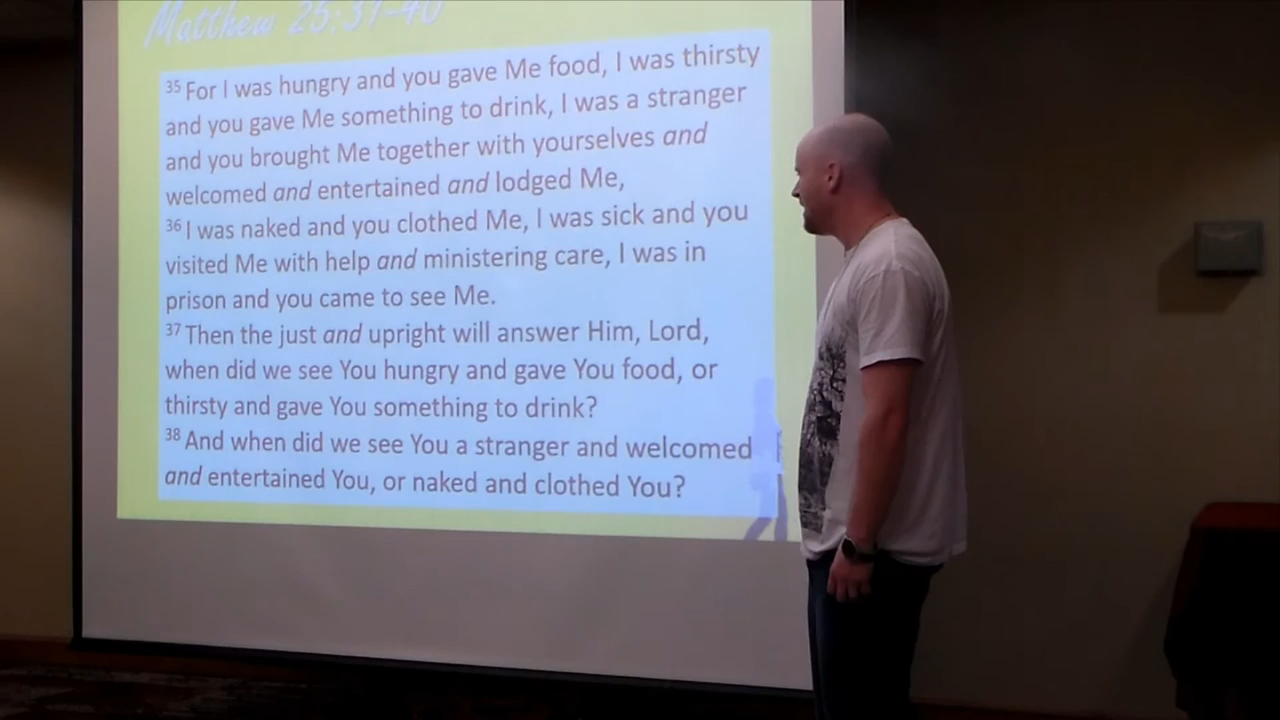 Matthew 25:31-40
35 For I was hungry and you gave Me food, I was thirsty
and you gave Me something to drink, I was a stranger
and you brought Me together with yourselves and
welcomed and entertained and lodged Me,
36 I was naked and you clothed Me, I was sick and you
visited Me with help and ministering care, I was in
prison and you came to see Me.
37 Then the just and upright will answer Him, Lord,
when did we see You hungry and gave You food, or
thirsty and gave You something to drink?
38 And when did we see You a stranger and welcomed
and entertained You, or naked and clothed You?